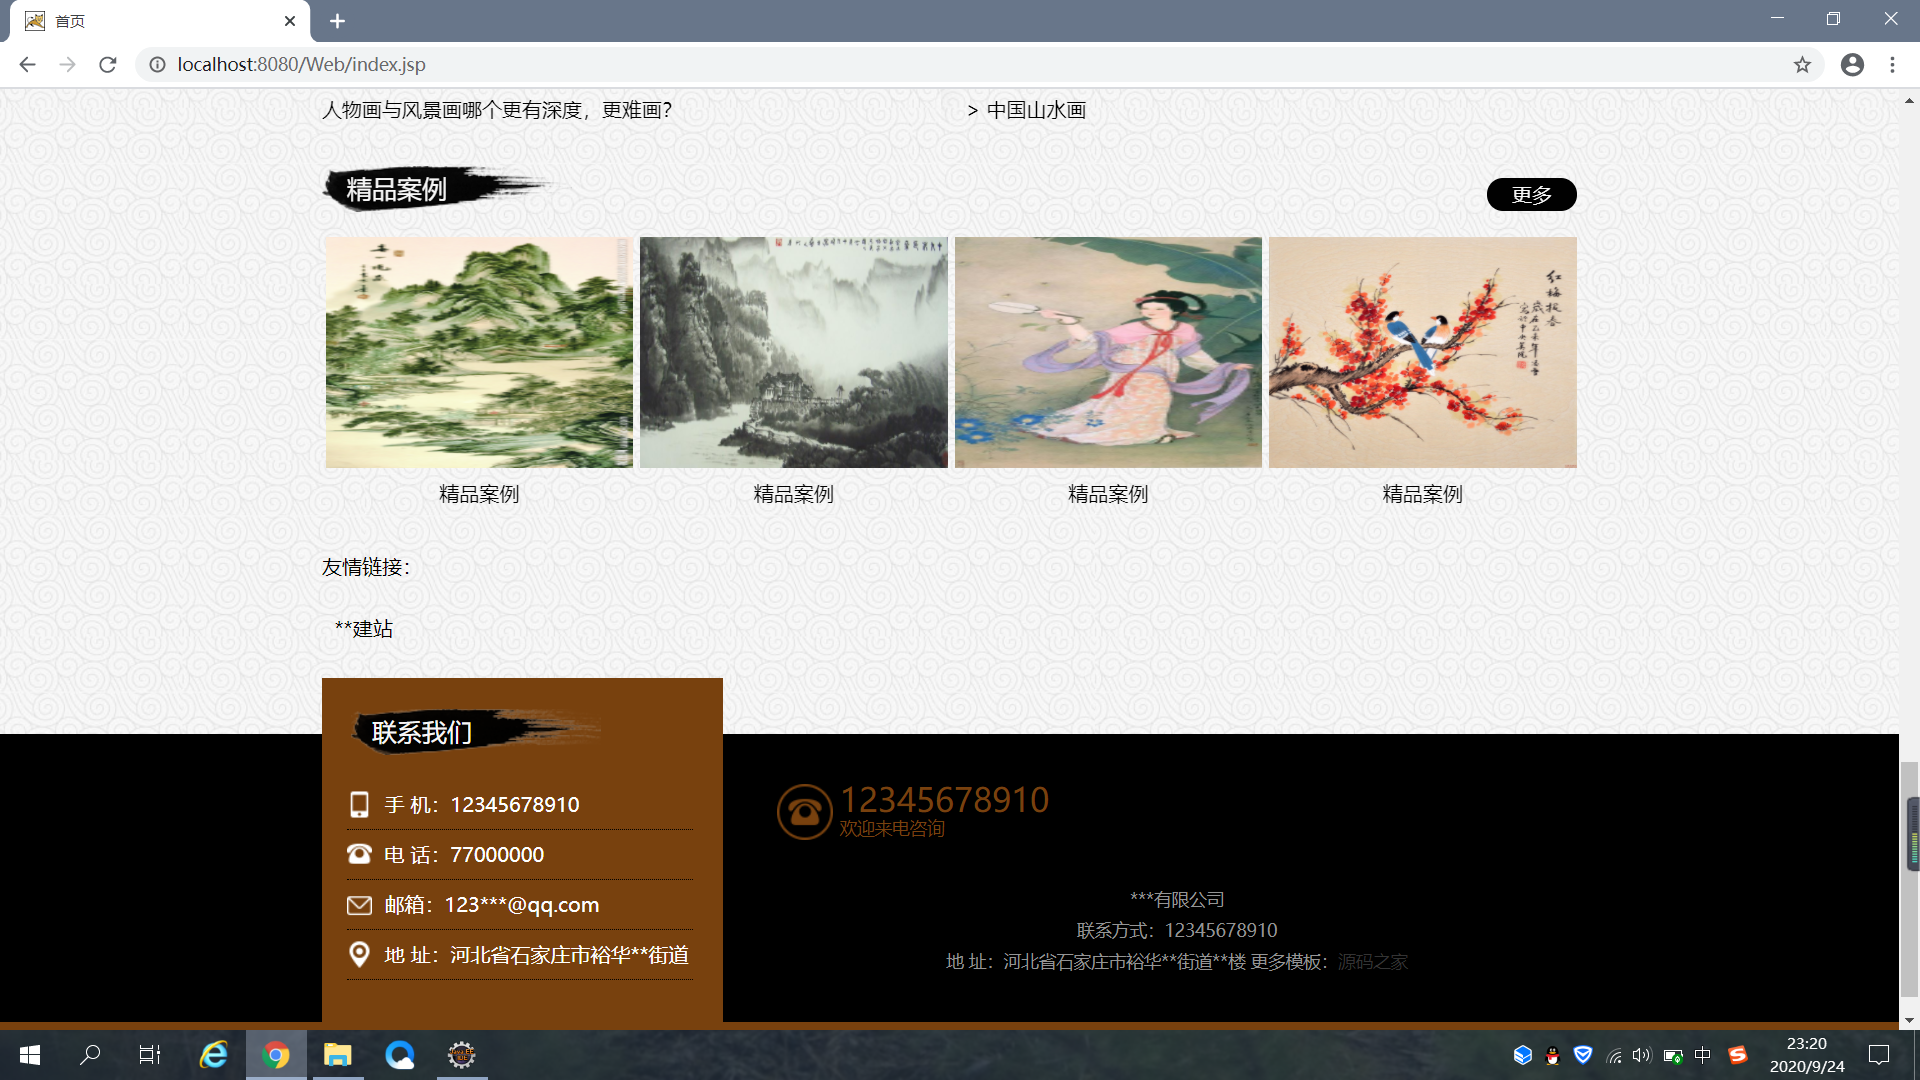 首页
localhost:8080/Web/index.jsp
人物画与风景画哪个更有深度，更难画?
> 中国山水画
精品案例
更多
红梅报春
精品案例
精品案例
精品案例
精品案例
友情链接：
**建站
联系我们
手 机：12345678910
电 话：77000000
邮箱：123***@qq.com
地 址：河北省石家庄市裕华**街道
12345678910
欢迎来电咨询
***有限公司
联系方式：12345678910
地 址：河北省石家庄市裕华**街道**楼 更多模板：源码之家
中
23:20
2020/9/24